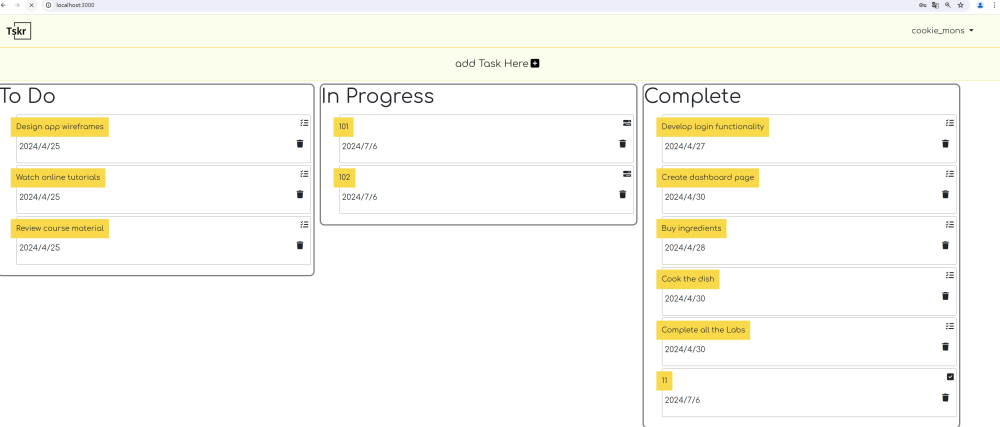 localhost:3000
Tskr
cookie_mons
add Task Here
To Do
Design app wireframes
2024/4/25
Watch online tutorials
2024/4/25
Review course material
2024/4/25
In Progress
101
2024/7/6
102
2024/7/6
Complete
Develop login functionality
2024/4/27
Create dashboard page
2024/4/30
Buy ingredients
2024/4/28
Cook the dish
2024/4/30
Complete all the Labs
2024/4/30
11
2024/7/6